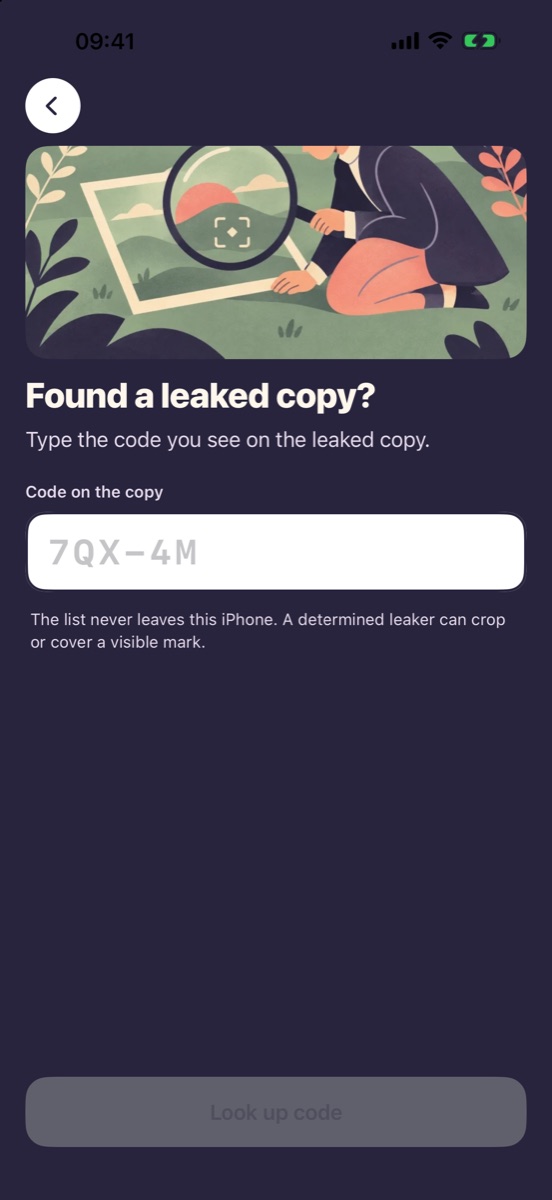 09:41
Found a leaked copy?
Type the code you see on the leaked copy.
Code on the copy
7QX–4M
The list never leaves this iPhone. A determined leaker can crop
or cover a visible mark.
Look up code